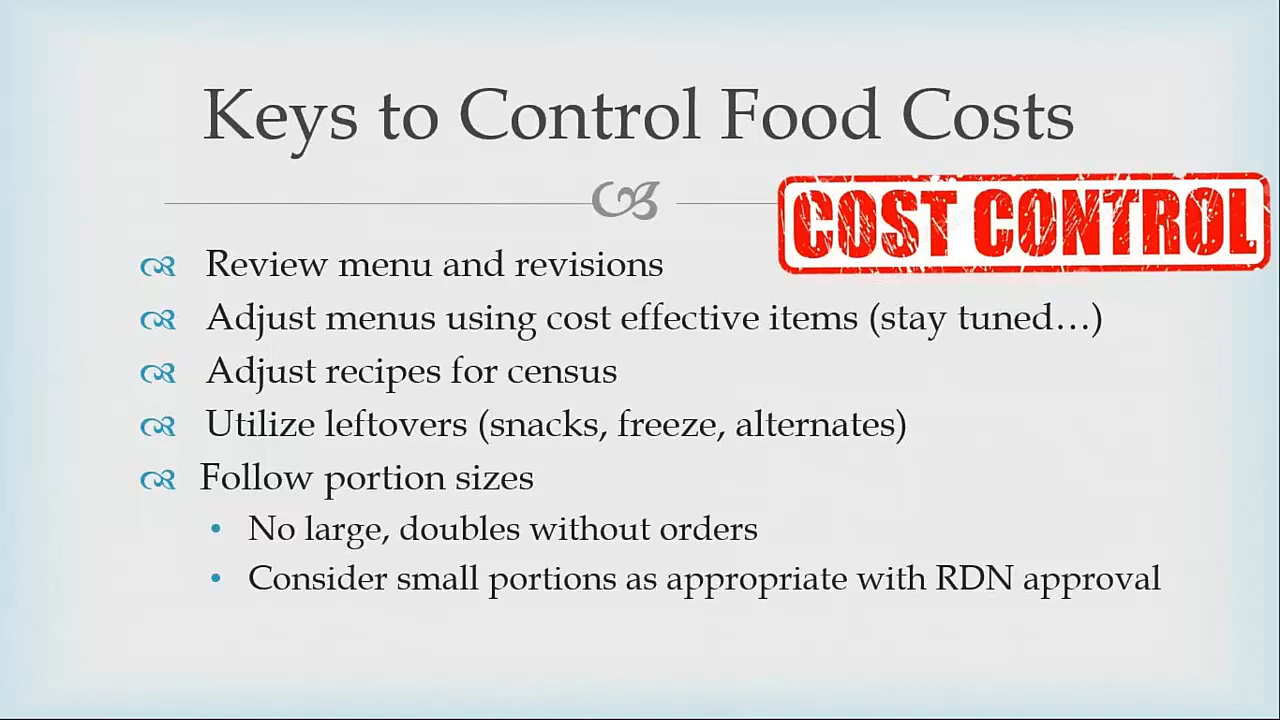 Keys to Control Food Costs
COST CONTROL
Review menu and revisions
Adjust menus using cost effective items (stay tuned…)
Adjust recipes for census
Utilize leftovers (snacks, freeze, alternates)
Follow portion sizes
• No large, doubles without orders
• Consider small portions as appropriate with RDN approval